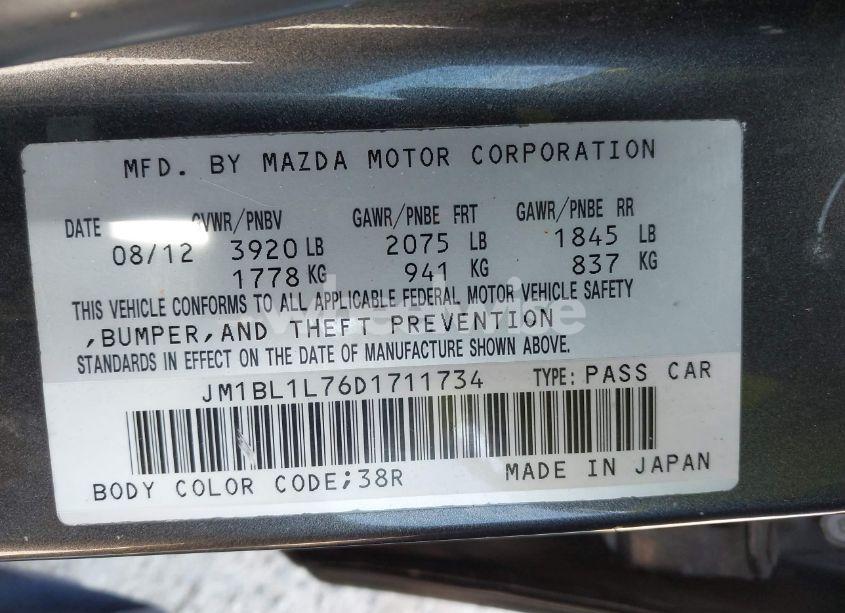 MFD. BY MAZDA MOTOR CORPORATION
DATE GVWR/PNBV GAWR/PNBE FRT GAWR/PNBE RR
08/12 3920 LB 2075 LB 1845 LB
1778 KG 941 KG 837 KG
THIS VEHICLE CONFORMS TO ALL APPLICABLE FEDERAL MOTOR VEHICLE SAFETY
,BUMPER,AND THEFT PREVENTION
STANDARDS IN EFFECT ON THE DATE OF MANUFACTURE SHOWN ABOVE.
JM1BL1L76D1711734 TYPE: PASS CAR
BODY COLOR CODE;38R MADE IN JAPAN